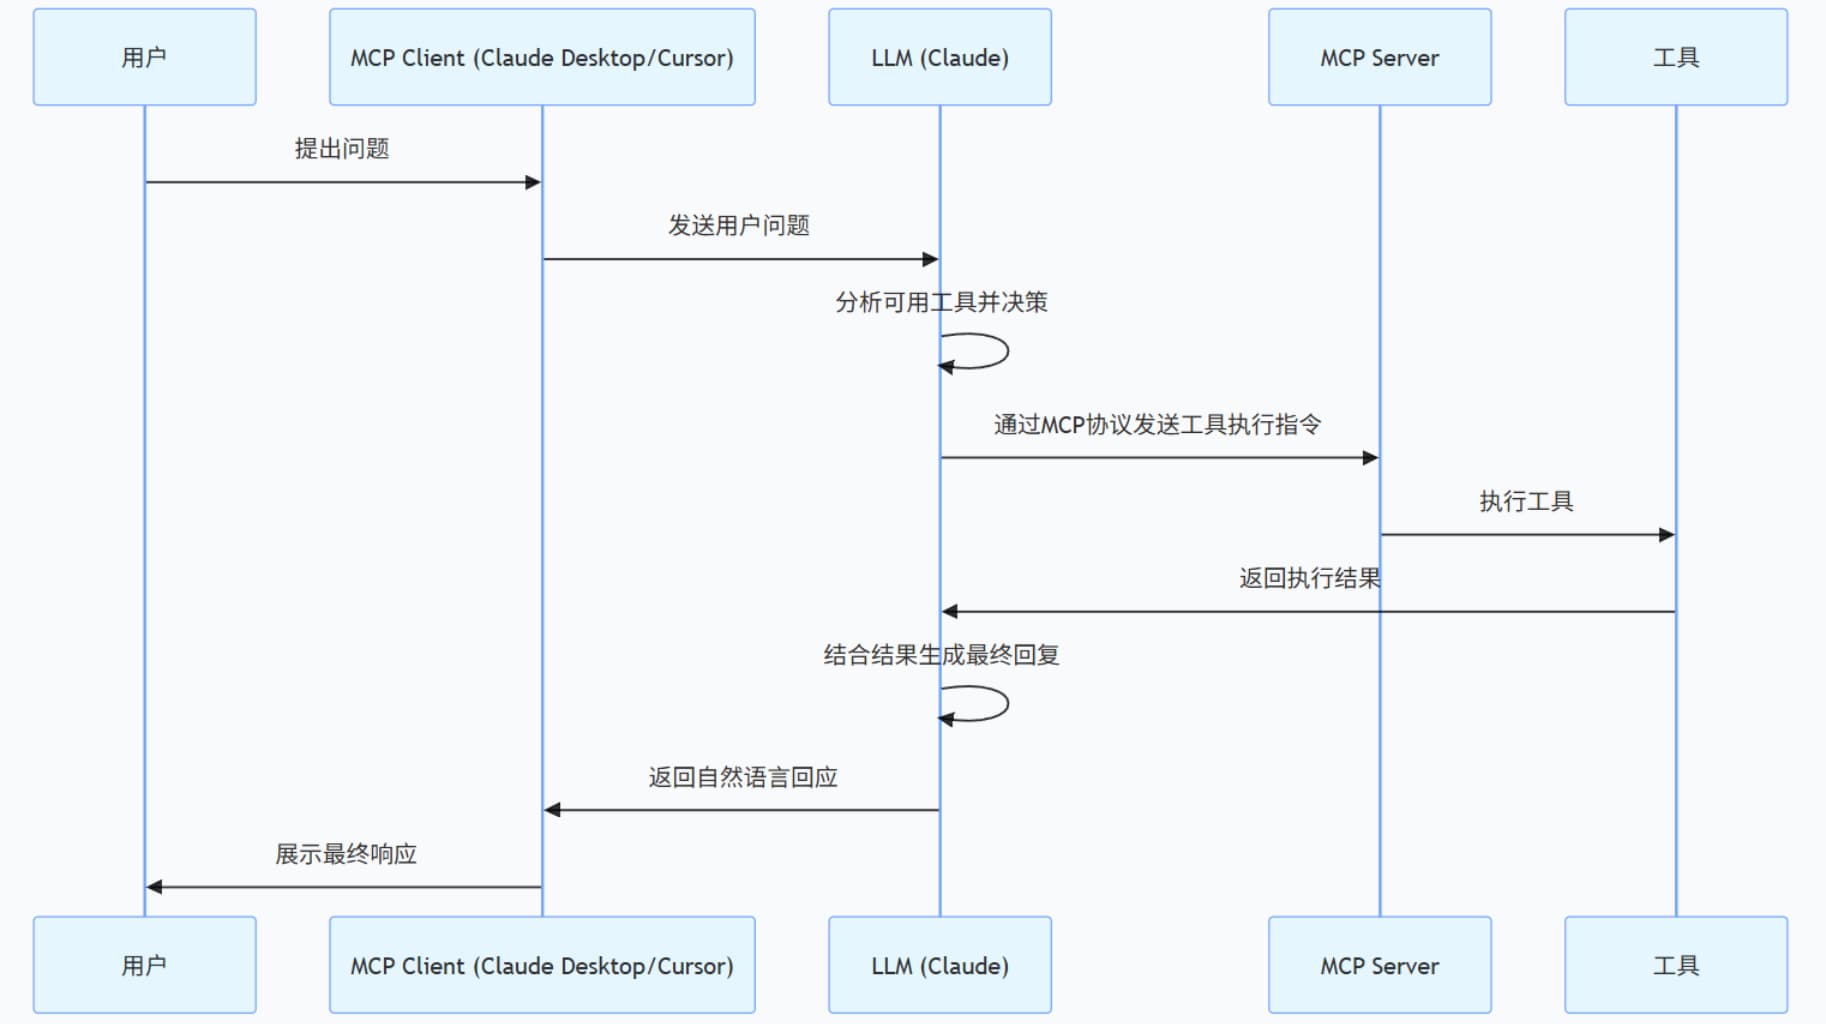 用户
MCP Client (Claude Desktop/Cursor)
LLM (Claude)
MCP Server
工具
提出问题
发送用户问题
分析可用工具并决策
通过MCP协议发送工具执行指令
执行工具
返回执行结果
结合结果生成最终回复
返回自然语言回应
展示最终响应
用户
MCP Client (Claude Desktop/Cursor)
LLM (Claude)
MCP Server
工具